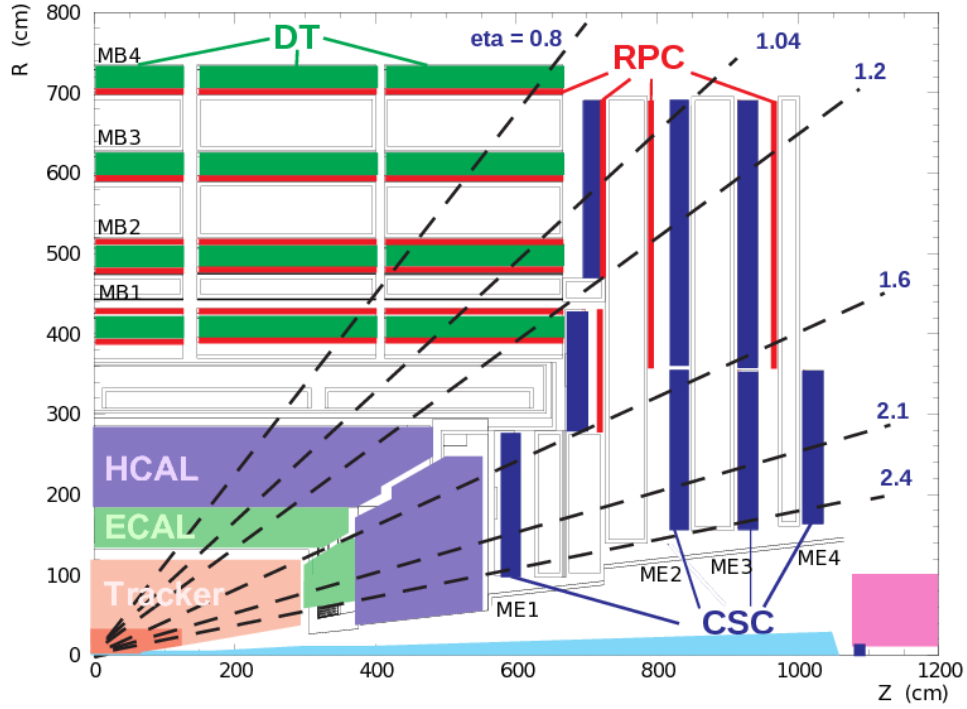 R (cm)
800
700
600
500
400
300
200
100
0
DT
eta = 0.8
1.04
RPC
1.2
MB4
MB3
MB2
MB1
1.6
2.1
2.4
HCAL
ECAL
Tracker
ME1
ME2
ME3
ME4
CSC
0
200
400
600
800
1000
1200
Z (cm)